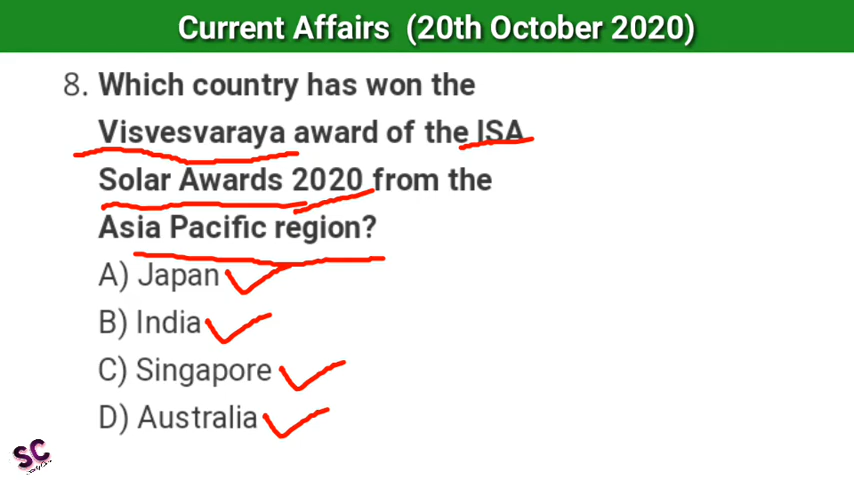 Current Affairs (20th October 2020)
8. Which country has won the
Visvesvaraya award of the ISA
Solar Awards 2020 from the
Asia Pacific region?
A) Japan
B) India
C) Singapore
D) Australia
SC